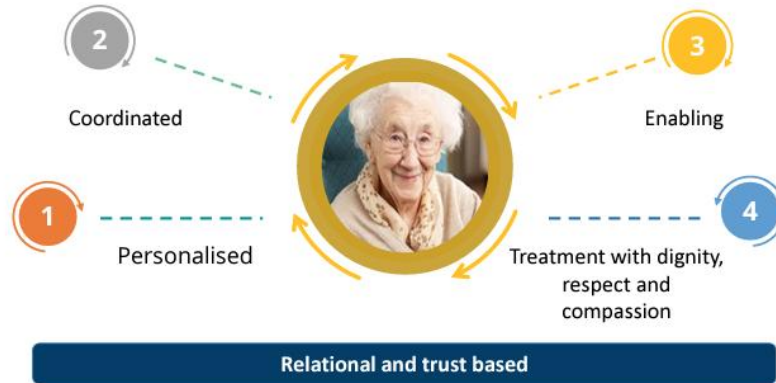 2
3
Coordinated
Enabling
1
4
Personalised
Treatment with dignity,
respect and
compassion
Relational and trust based